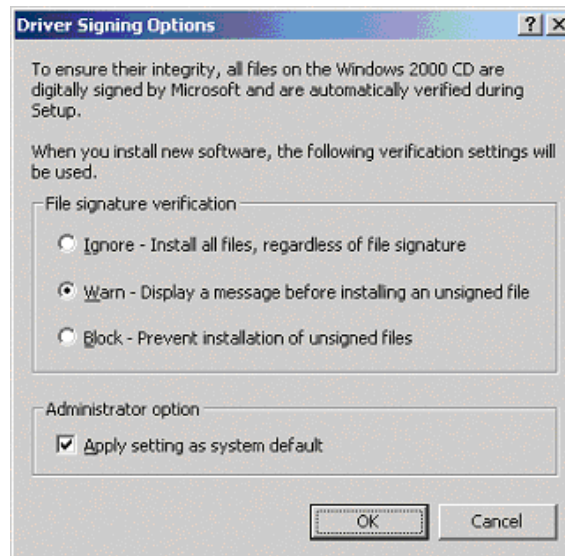 Driver Signing Options
To ensure their integrity, all files on the Windows 2000 CD are
digitally signed by Microsoft and are automatically verified during
Setup.
When you install new software, the following verification settings will
be used.
File signature verification
Ignore - Install all files, regardless of file signature
Warn - Display a message before installing an unsigned file
Block - Prevent installation of unsigned files
Administrator option
Apply setting as system default
OK Cancel